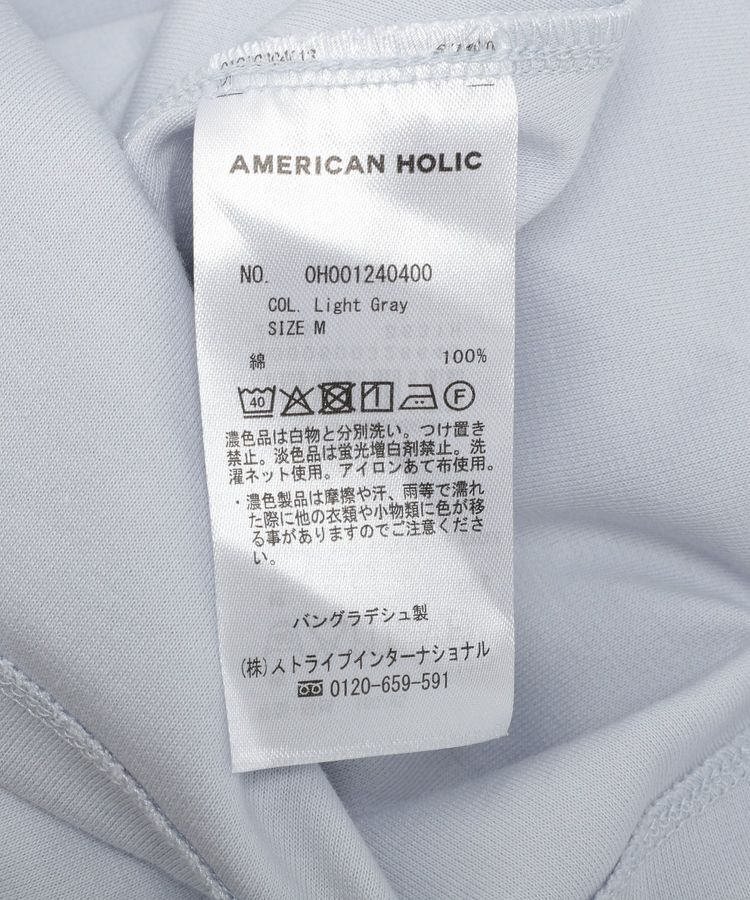 AMERICAN HOLIC
NO. 0H001240400
COL. Light Gray
SIZE M
綿 100%
40 F
濃色品は白物と分別洗い。つけ置き
禁止。淡色品は蛍光増白剤禁止。洗
濯ネット使用。アイロンあて布使用。
・濃色製品は摩擦や汗、雨等で濡れ
た際に他の衣類や小物類に色が移
る事がありますのでご注意くださ
い。
バングラデシュ製
(株)ストライプインターナショナル
0120-659-591